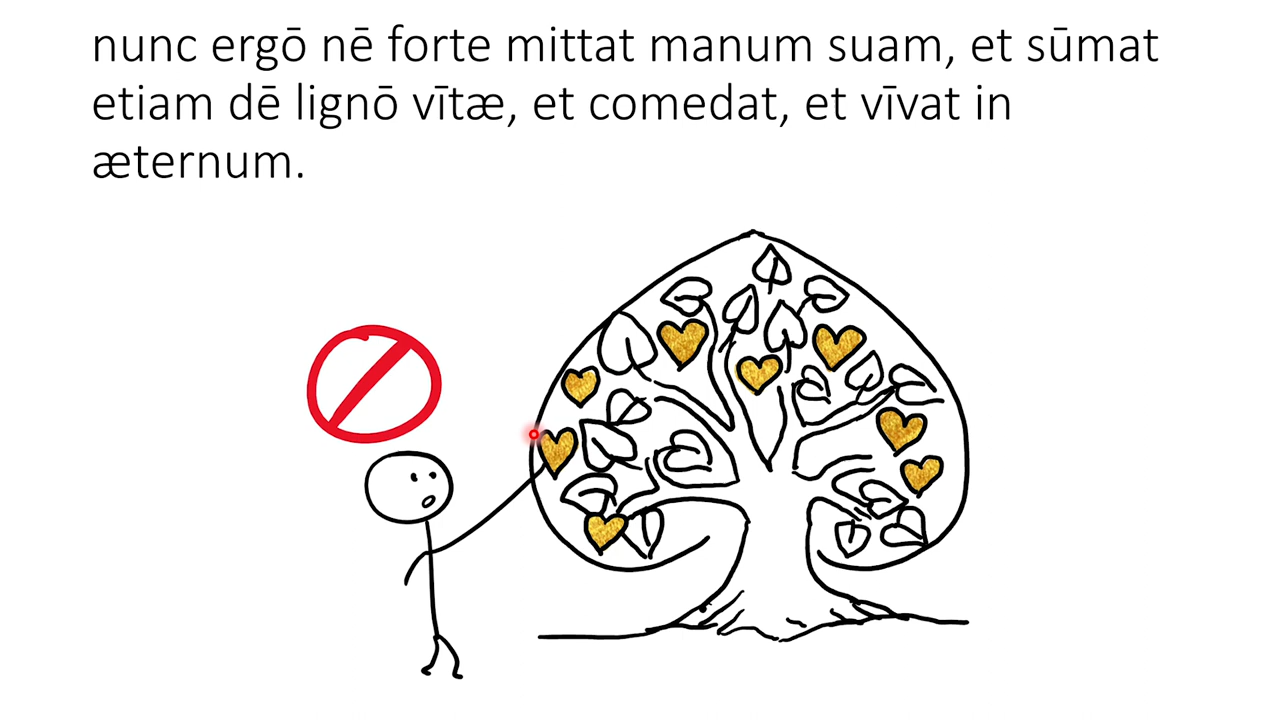 nunc ergō nē forte mittat manum suam, et sūmat
etiam dē lignō vītæ, et comedat, et vīvat in
æternum.